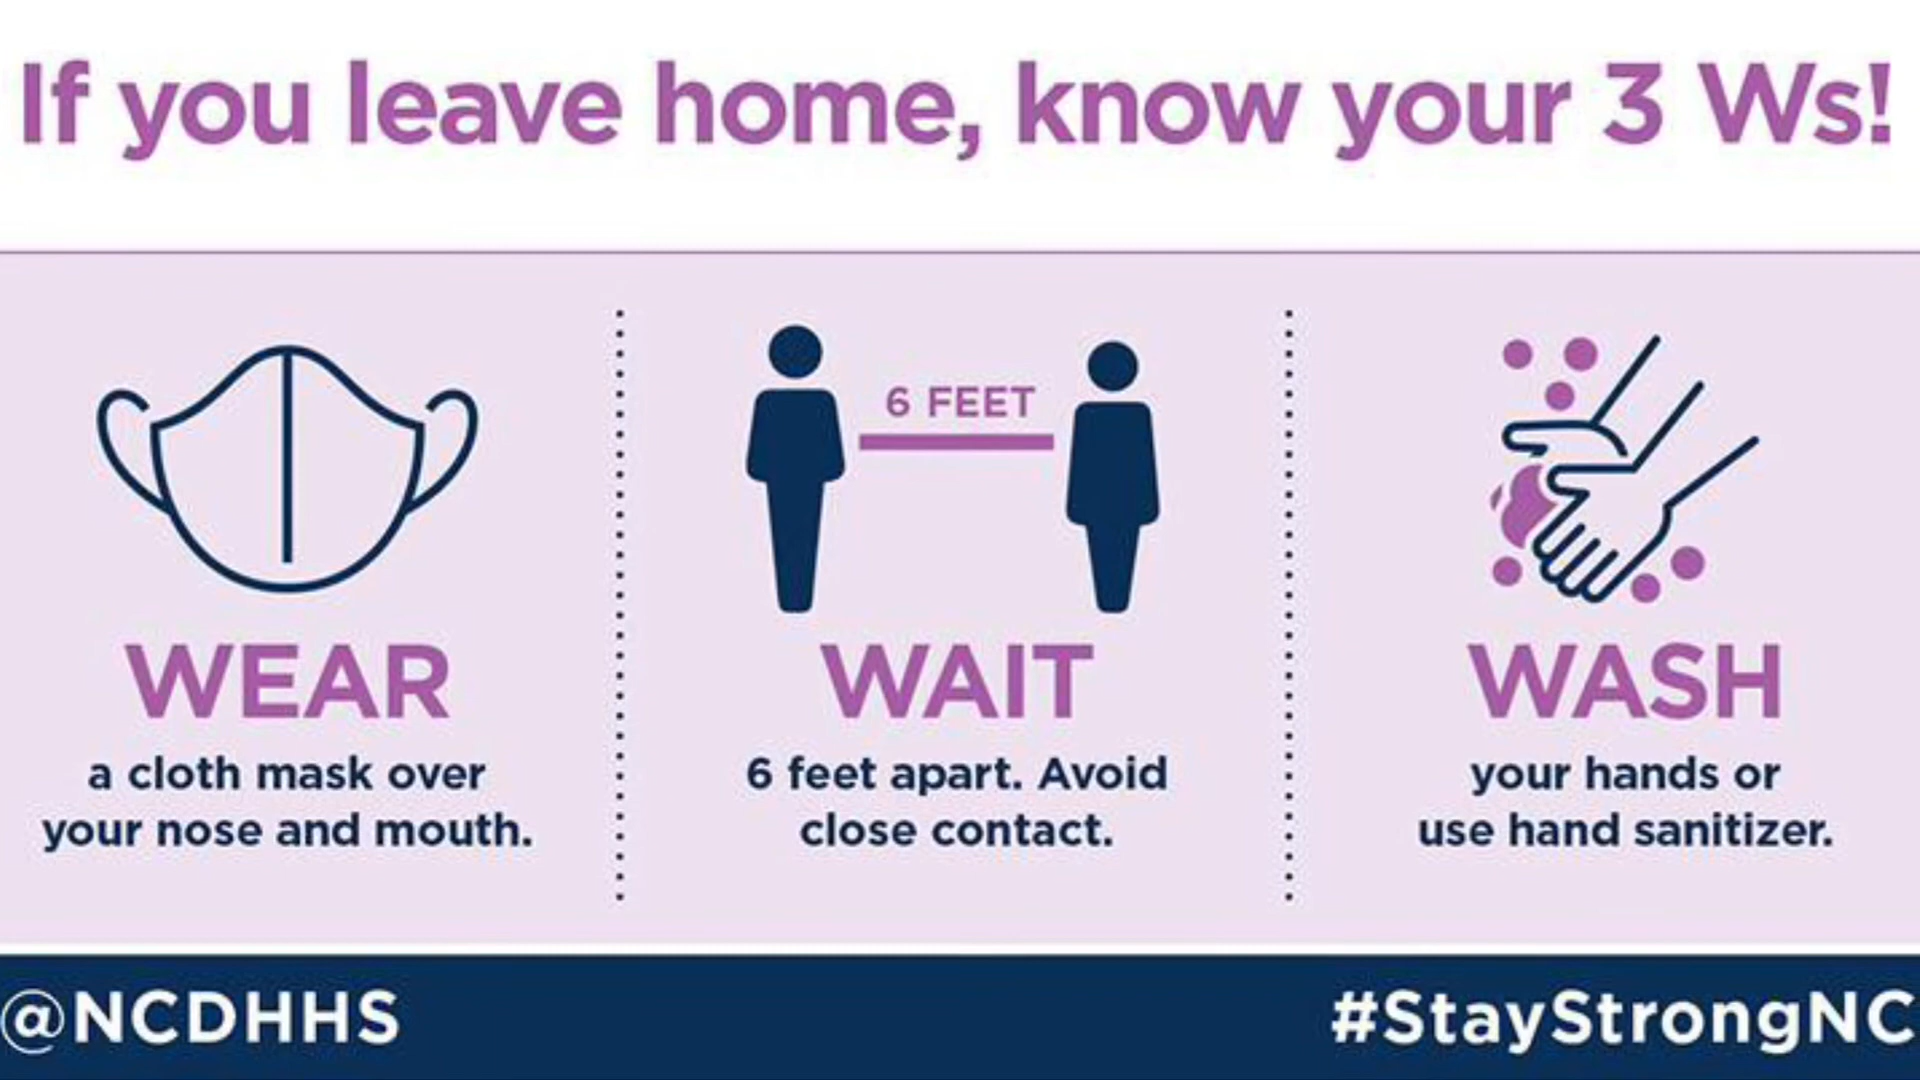 If you leave home, know your 3 Ws!
6 FEET
WEAR
a cloth mask over
your nose and mouth.
WAIT
6 feet apart. Avoid
close contact.
WASH
your hands or
use hand sanitizer.
@NCDHHS
#StayStrongNC